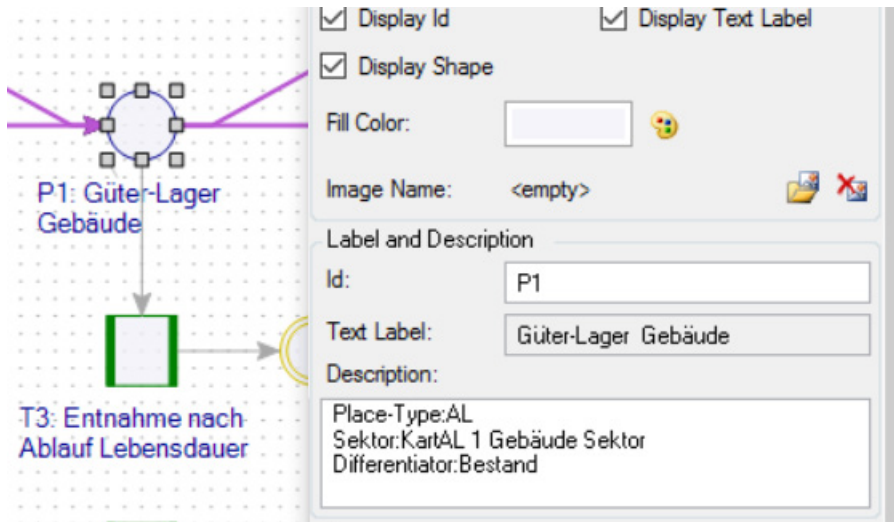 Display Id
Display Text Label
Display Shape
Fill Color:
Image Name:
<empty>
Label and Description
Id:
P1
Text Label:
Güter-Lager Gebäude
Description:
Place-Type:AL
Sektor:KartAL 1 Gebäude Sektor
Differentiator:Bestand
P1: Güter-Lager
Gebäude
T3: Entnahme nach
Ablauf Lebensdauer